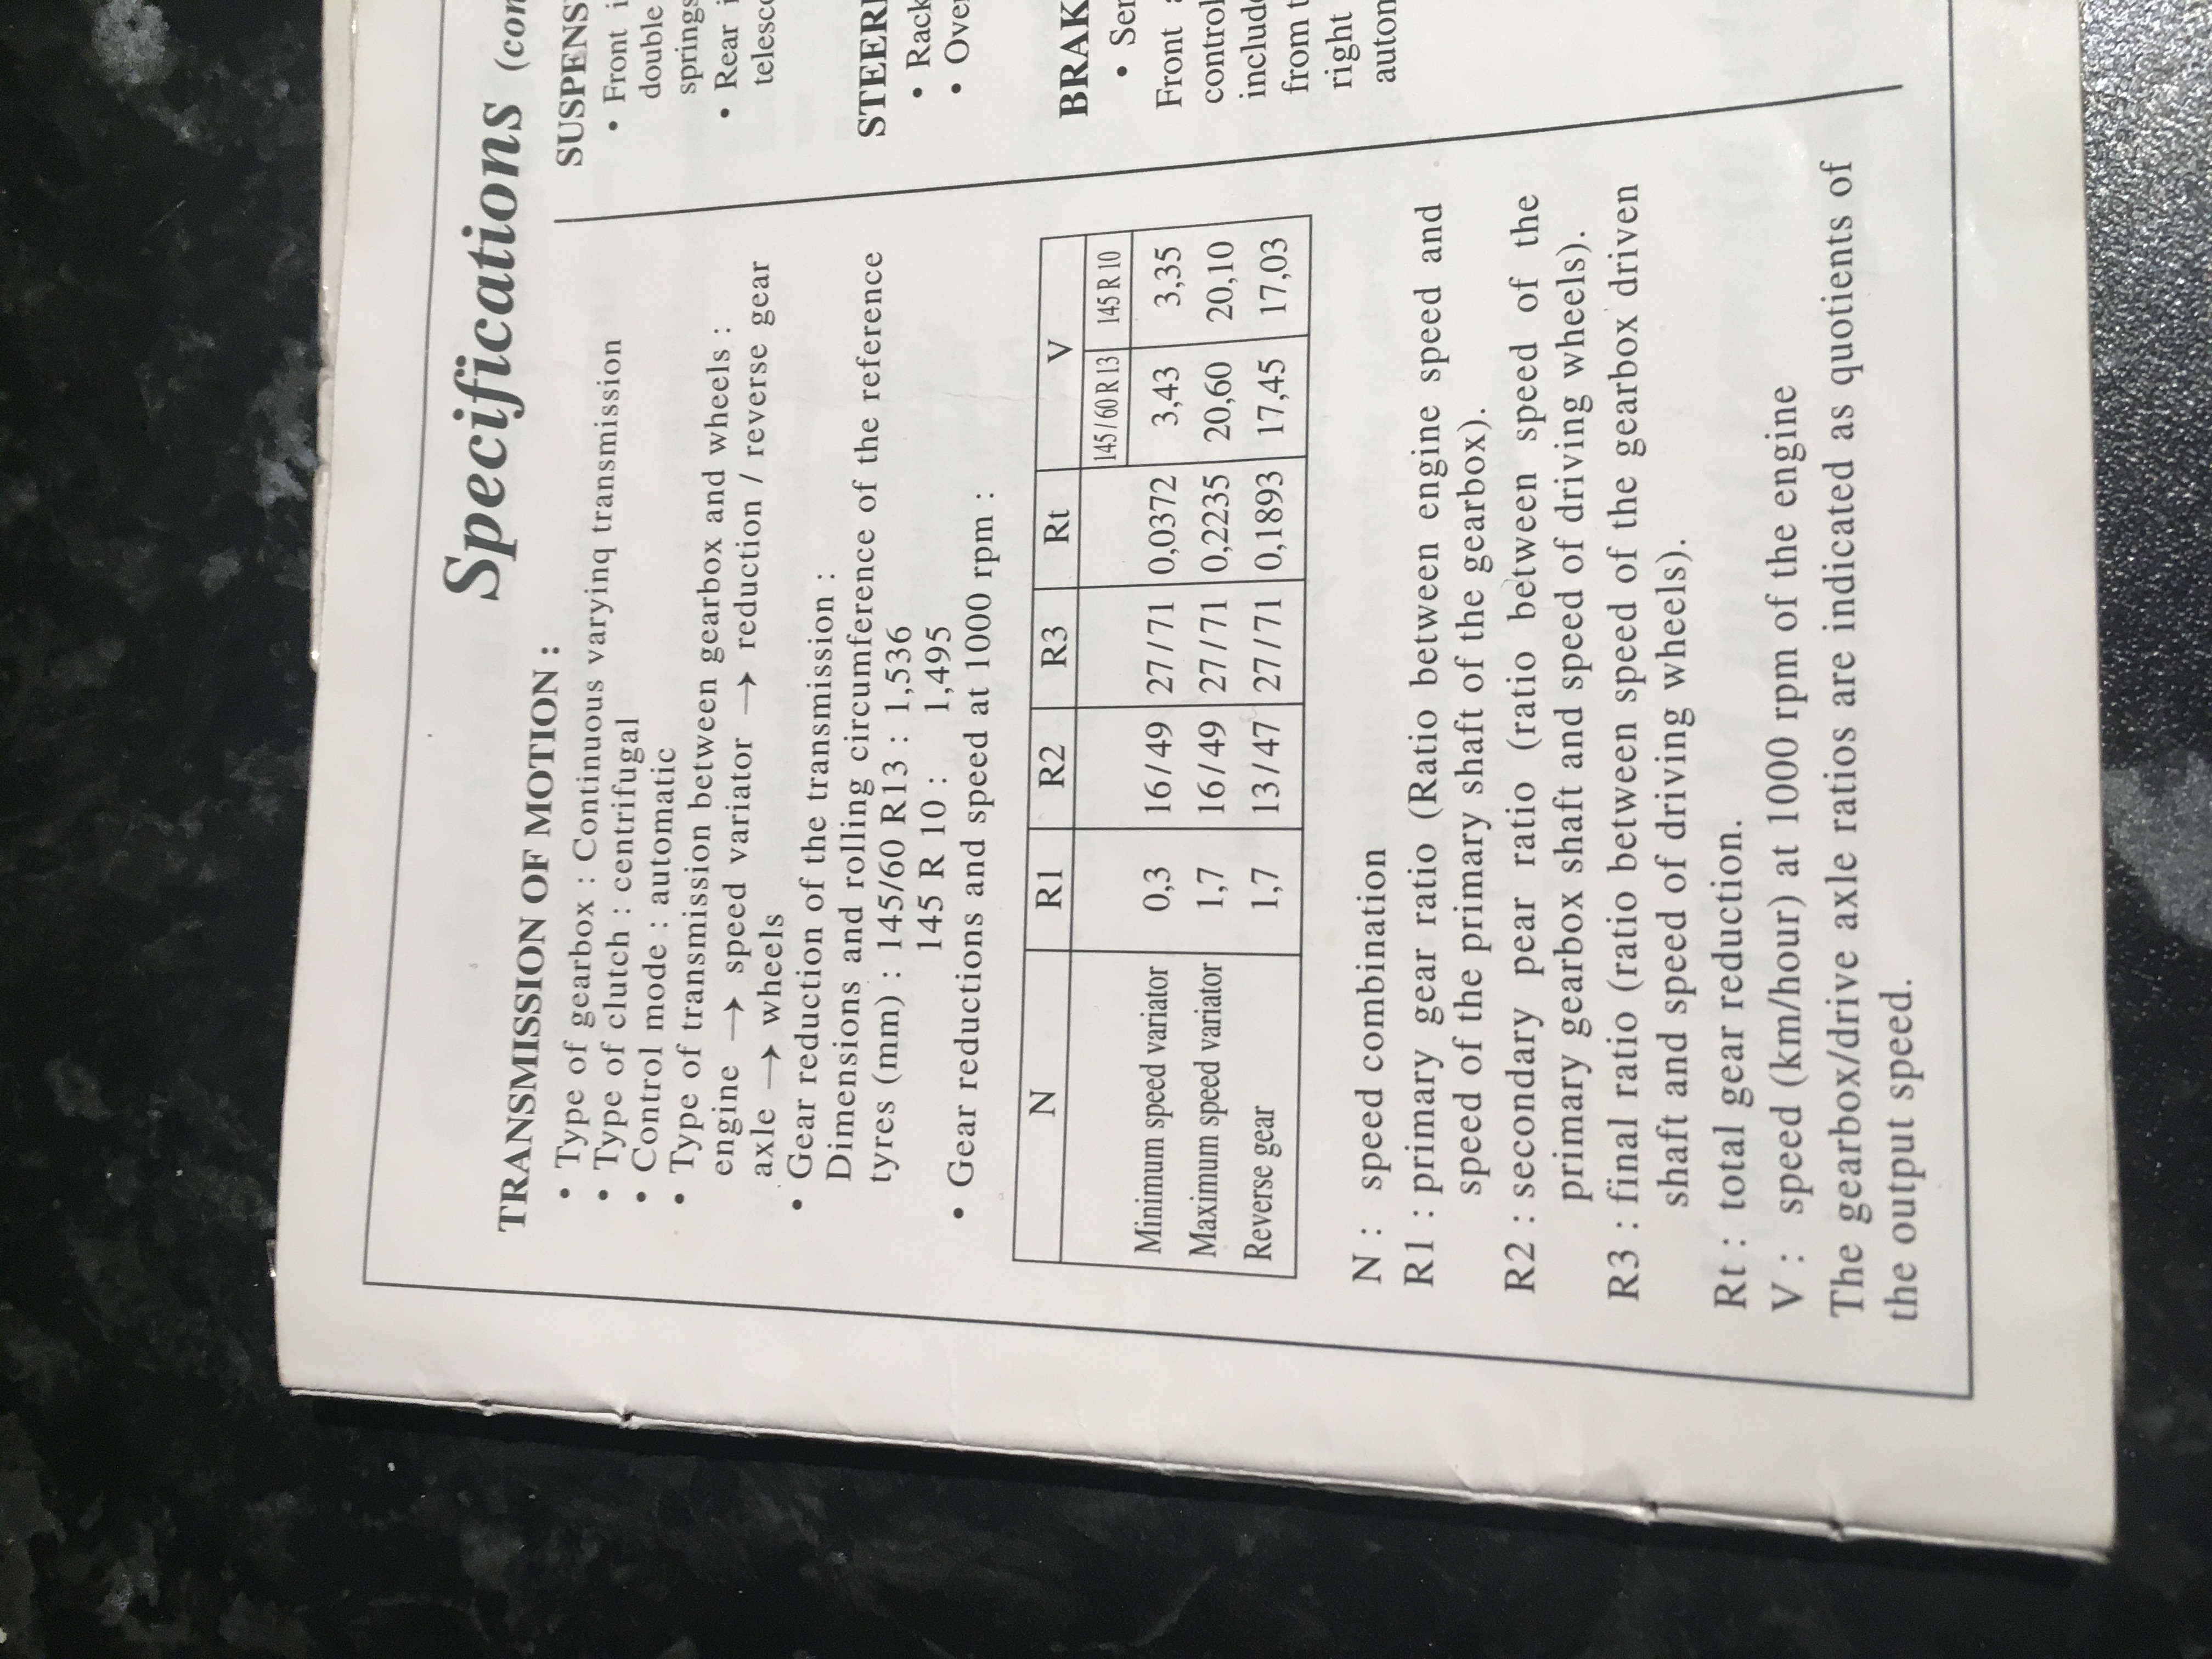 Specifications (con
TRANSMISSION OF MOTION :
• Type of gearbox : Continuous varyinq transmission
• Type of clutch : centrifugal
• Control mode : automatic
• Type of transmission between gearbox and wheels :
engine → speed variator → reduction / reverse gear
axle → wheels
• Gear reduction of the transmission :
Dimensions and rolling circumference of the reference
tyres (mm) : 145/60 R13 : 1,536
145 R 10 : 1,495
• Gear reductions and speed at 1000 rpm :
N R1 R2 R3 Rt V
145/60 R 13 145 R 10
Minimum speed variator 0,3 16/49 27/71 0,0372 3,43 3,35
Maximum speed variator 1,7 16/49 27/71 0,2235 20,60 20,10
Reverse gear 1,7 13/47 27/71 0,1893 17,45 17,03
N : speed combination
R1 : primary gear ratio (Ratio between engine speed and
speed of the primary shaft of the gearbox).
R2 : secondary pear ratio (ratio between speed of the
primary gearbox shaft and speed of driving wheels).
R3 : final ratio (ratio between speed of the gearbox driven
shaft and speed of driving wheels).
Rt : total gear reduction.
V : speed (km/hour) at 1000 rpm of the engine
The gearbox/drive axle ratios are indicated as quotients of
the output speed.
SUSPENS
• Front i
double
springs
• Rear i
telesco
STEERI
• Rack
• Over
BRAK
• Ser
Front a
control
include
from t
right
auton